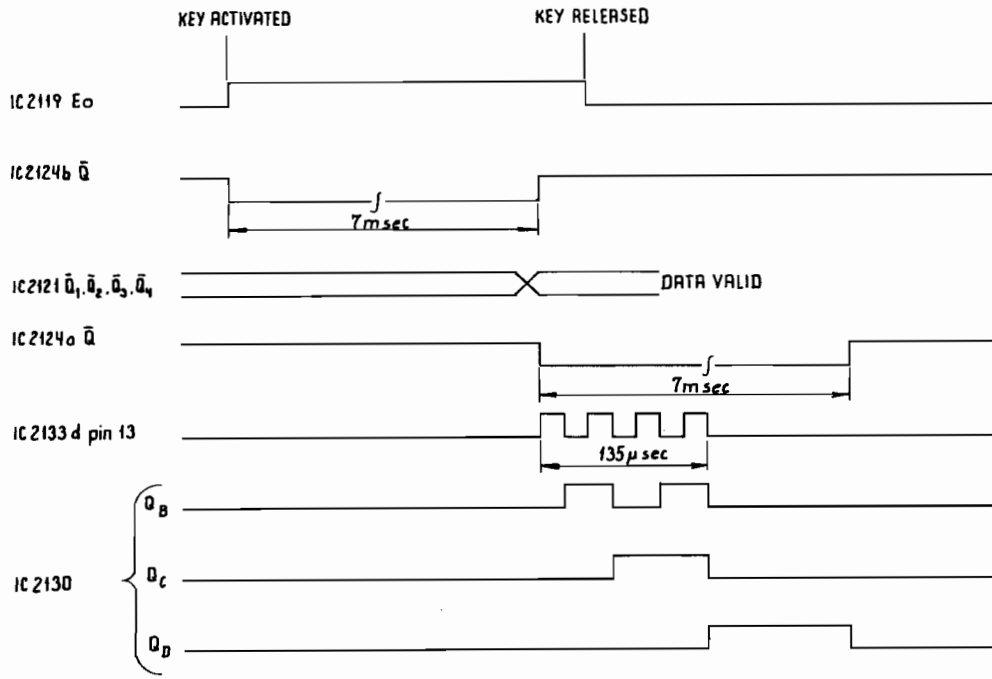 KEY ACTIVATED
KEY RELEASED
IC2119 Eo
IC2124b Q̄
7msec
IC2121 Q̄1.Q̄2.Q̄3.Q̄4
DATA VALID
IC2124a Q̄
7msec
IC2133d pin 13
135µsec
QB
IC2130
QC
QD